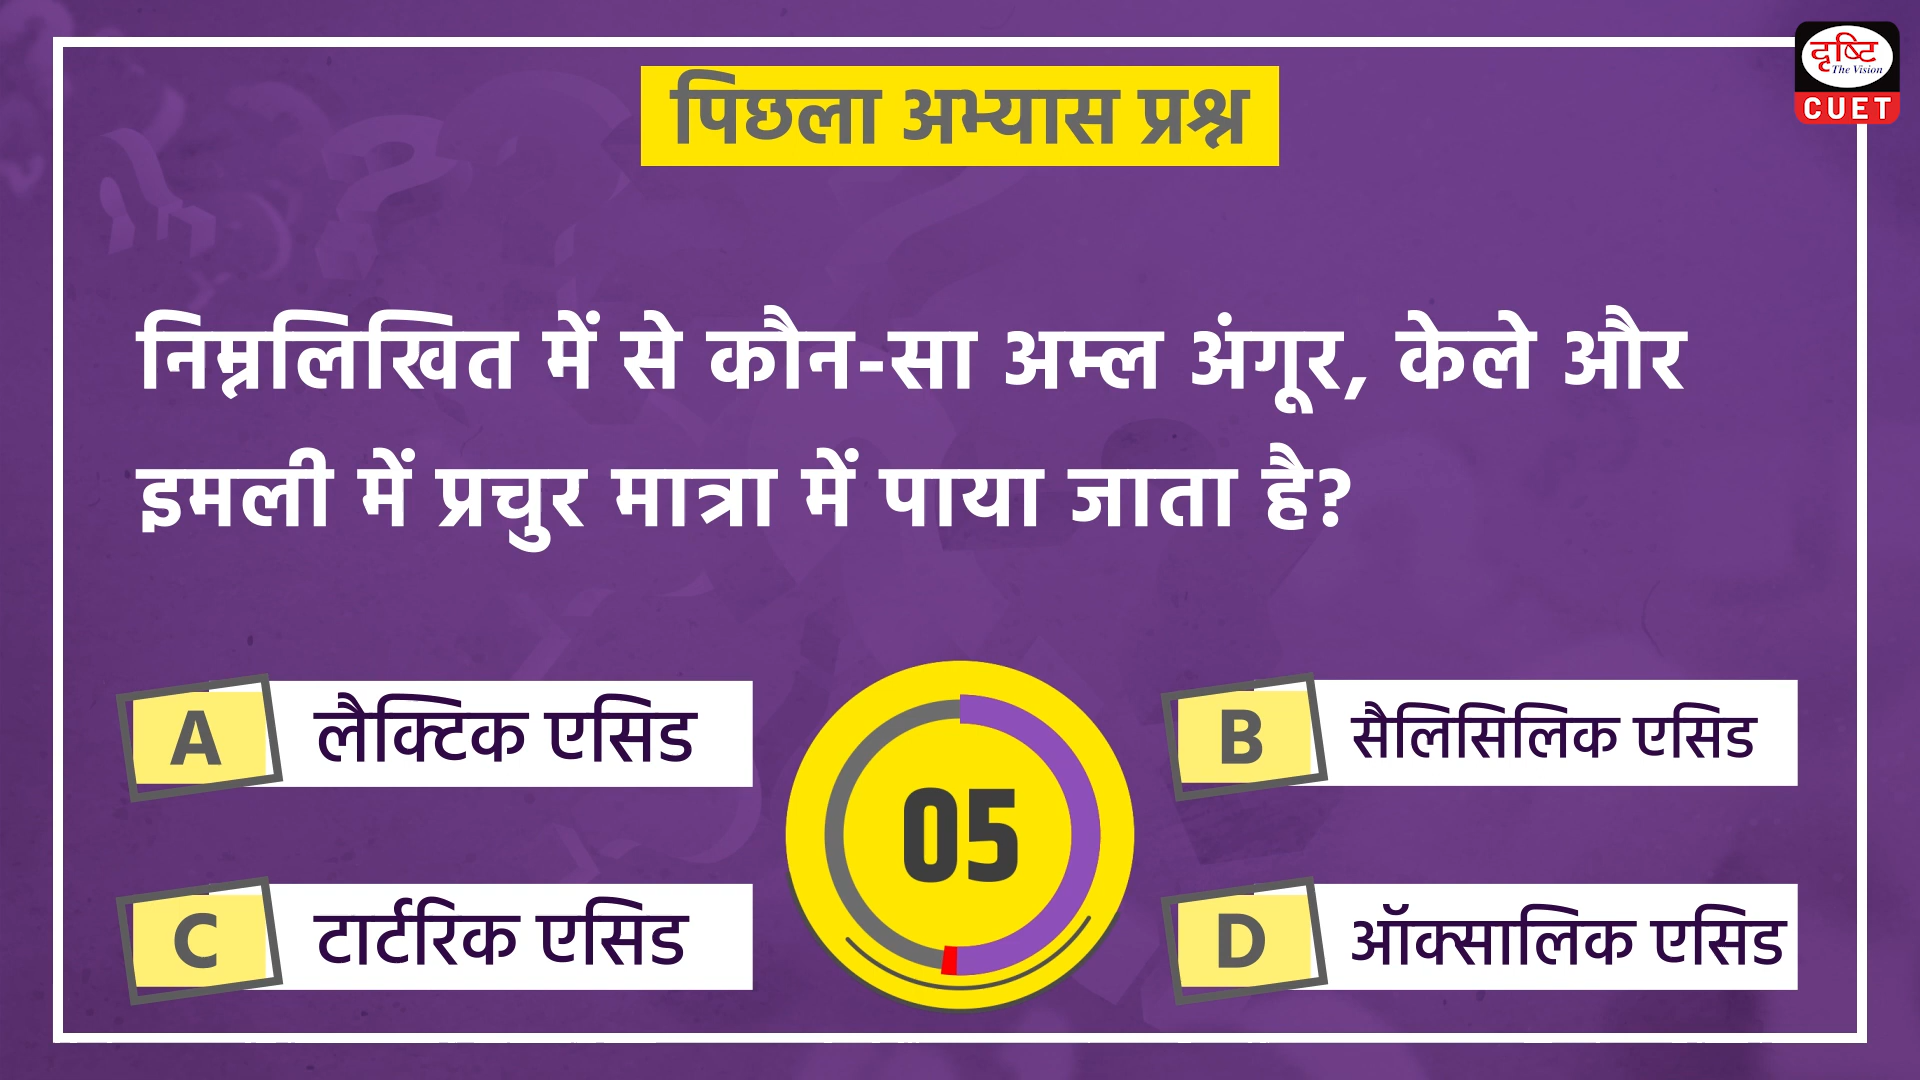 दृष्टि
The Vision
CUET
पिछला अभ्यास प्रश्न
निम्नलिखित में से कौन-सा अम्ल अंगूर, केले और
इमली में प्रचुर मात्रा में पाया जाता है?
A लैक्टिक एसिड
B सैलिसिलिक एसिड
05
C टार्टरिक एसिड
D ऑक्सालिक एसिड